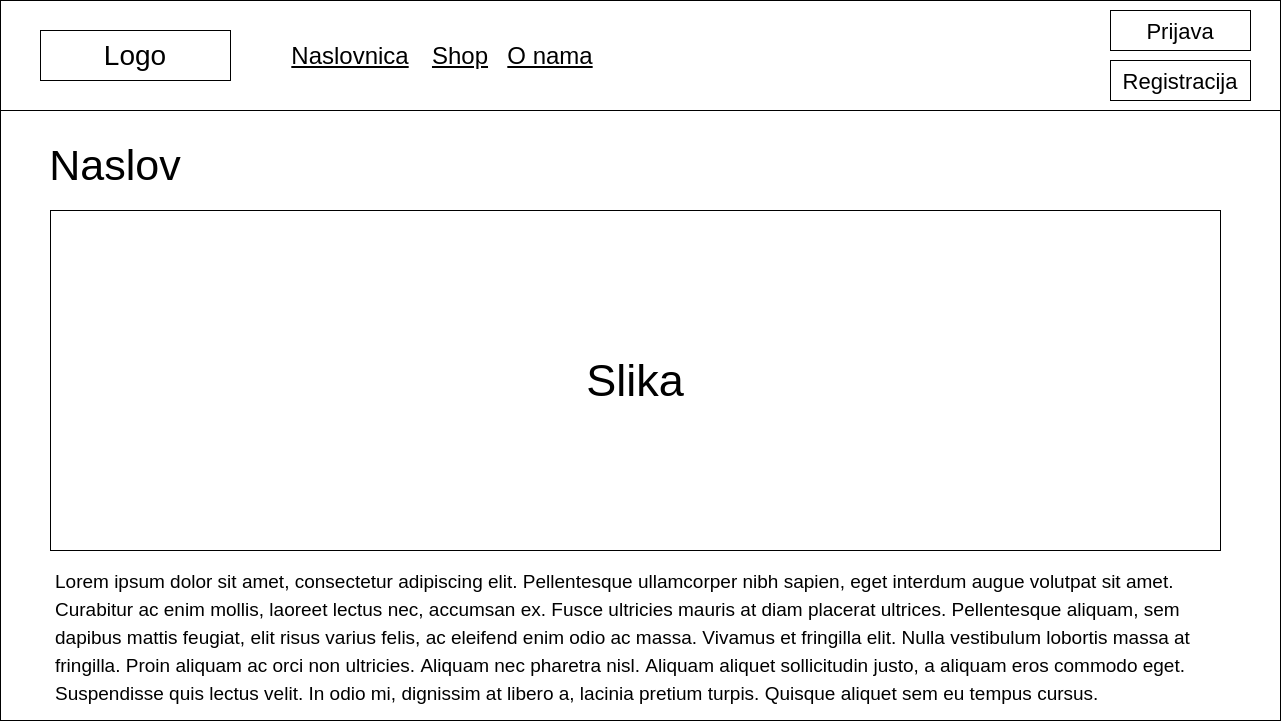 Logo
Naslovnica Shop O nama
Prijava
Registracija
Naslov
Slika
Lorem ipsum dolor sit amet, consectetur adipiscing elit. Pellentesque ullamcorper nibh sapien, eget interdum augue volutpat sit amet.
Curabitur ac enim mollis, laoreet lectus nec, accumsan ex. Fusce ultricies mauris at diam placerat ultrices. Pellentesque aliquam, sem
dapibus mattis feugiat, elit risus varius felis, ac eleifend enim odio ac massa. Vivamus et fringilla elit. Nulla vestibulum lobortis massa at
fringilla. Proin aliquam ac orci non ultricies. Aliquam nec pharetra nisl. Aliquam aliquet sollicitudin justo, a aliquam eros commodo eget.
Suspendisse quis lectus velit. In odio mi, dignissim at libero a, lacinia pretium turpis. Quisque aliquet sem eu tempus cursus.